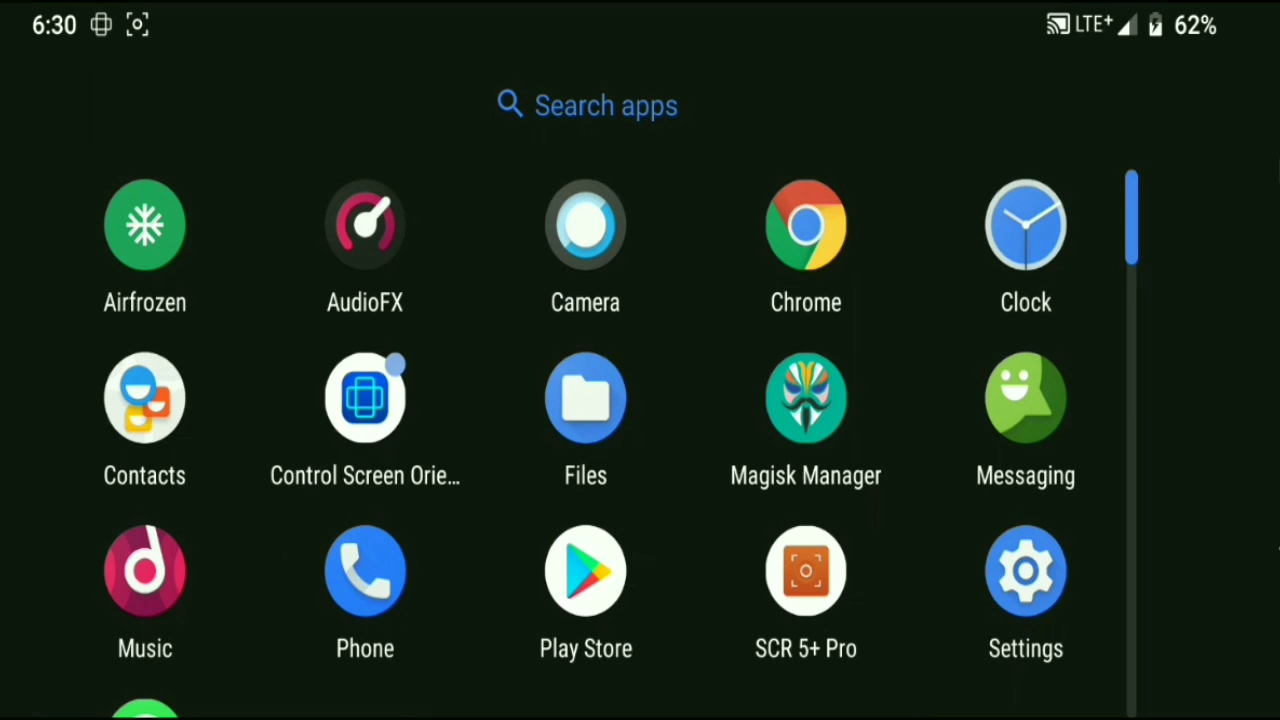 6:30 LTE+ 62%
Search apps
Airfrozen AudioFX Camera Chrome Clock
Contacts Control Screen Orie... Files Magisk Manager Messaging
Music Phone Play Store SCR 5+ Pro Settings